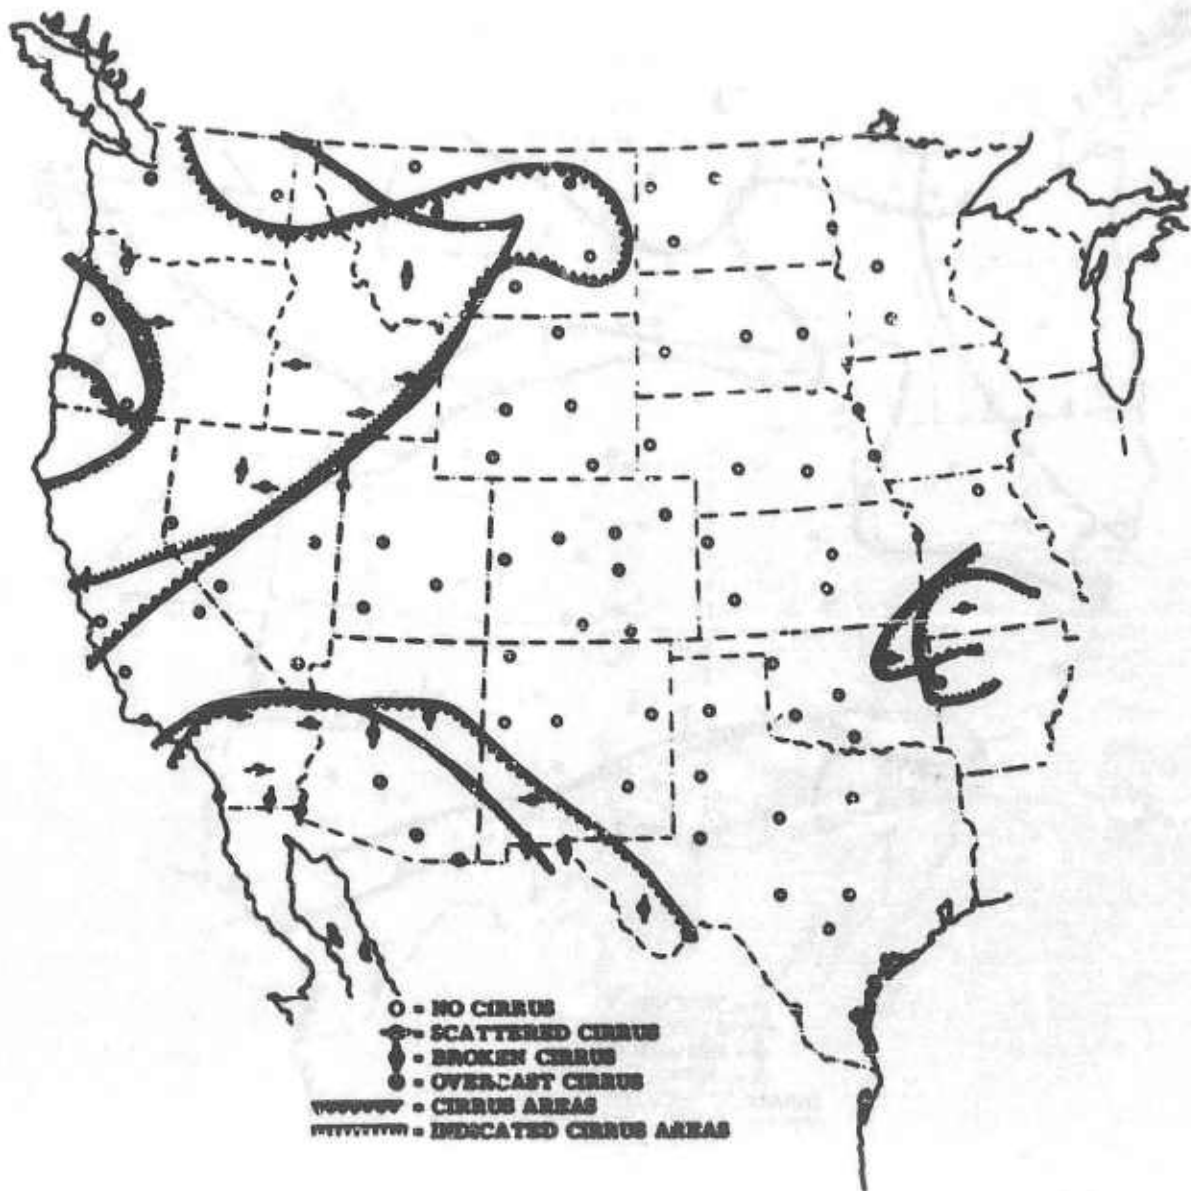 = NO CIRRUS
= SCATTERED CIRRUS
= BROKEN CIRRUS
= OVERCAST CIRRUS
= CIRRUS AREAS
= INDICATED CIRRUS AREAS